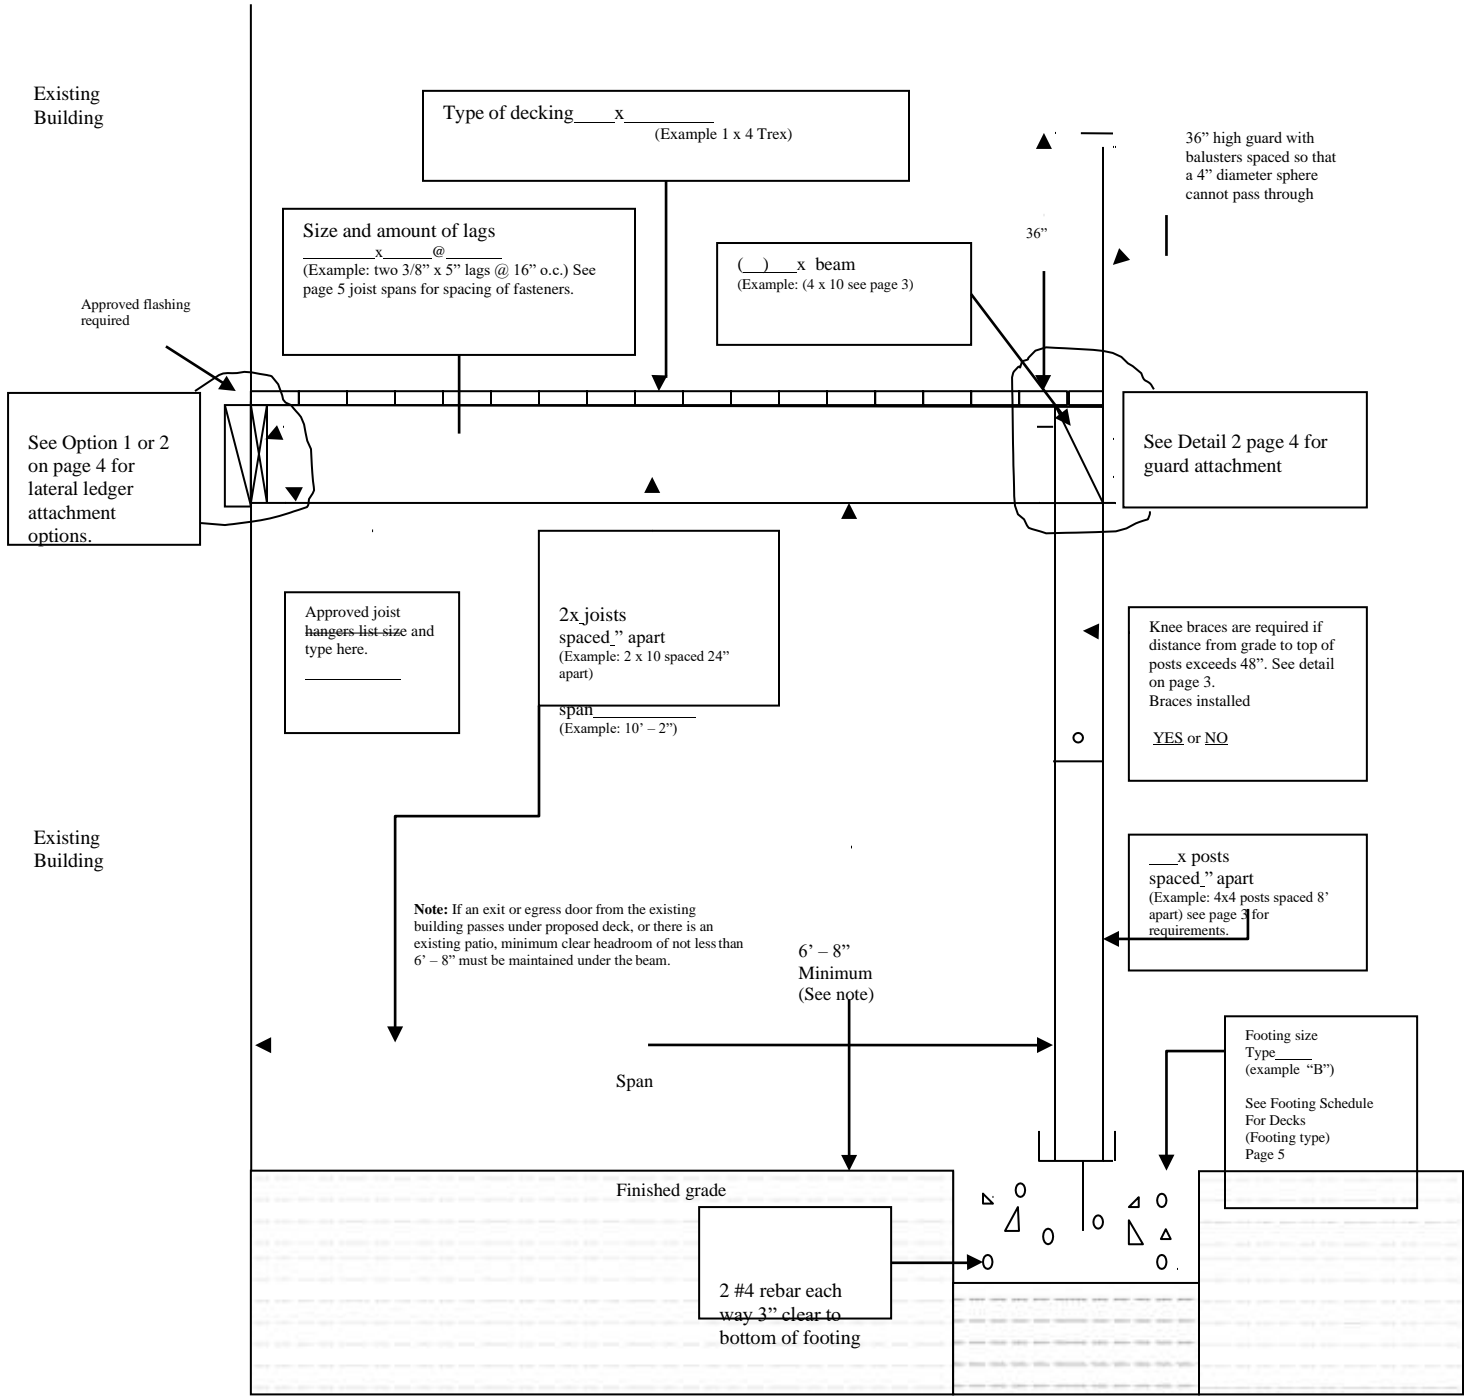 Existing
Building
Type of decking____x_________
(Example 1 x 4 Trex)
36” high guard with
balusters spaced so that
a 4” diameter sphere
cannot pass through
Size and amount of lags
________x______@______
(Example: two 3/8” x 5” lags @ 16” o.c.) See
page 5 joist spans for spacing of fasteners.
36”
(__)___x beam
(Example: (4 x 10 see page 3)
Approved flashing
required
See Option 1 or 2
on page 4 for
lateral ledger
attachment
options.
See Detail 2 page 4 for
guard attachment
Approved joist
hangers list size and
type here.
____________
2x_joists
spaced_” apart
(Example: 2 x 10 spaced 24”
apart)
span___________
(Example: 10’ – 2”)
Knee braces are required if
distance from grade to top of
posts exceeds 48”. See detail
on page 3.
Braces installed
YES or NO
Existing
Building
___x posts
spaced_” apart
(Example: 4x4 posts spaced 8’
apart) see page 3 for
requirements.
Note: If an exit or egress door from the existing
building passes under proposed deck, or there is an
existing patio, minimum clear headroom of not less than
6’ – 8” must be maintained under the beam.
6’ – 8”
Minimum
(See note)
Span
Footing size
Type_____
(example “B”)
See Footing Schedule
For Decks
(Footing type)
Page 5
Finished grade
2 #4 rebar each
way 3” clear to
bottom of footing